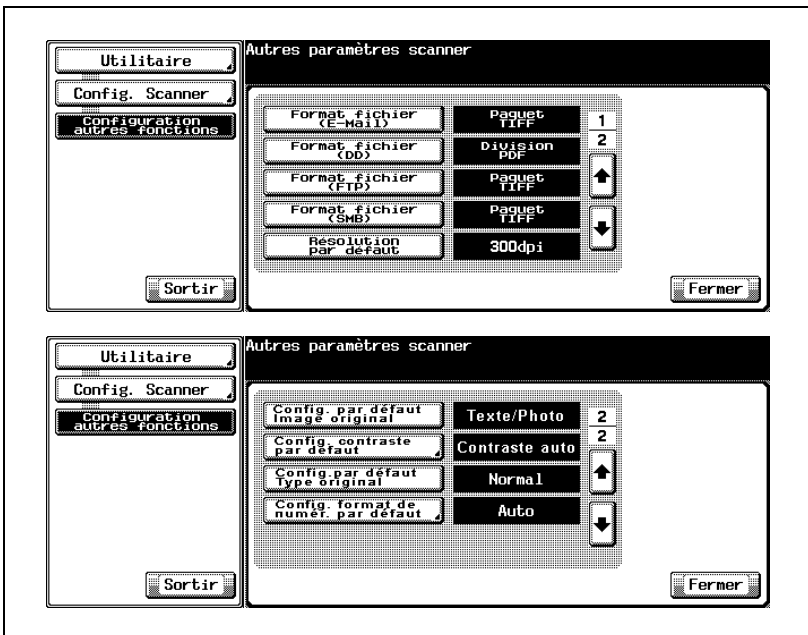 Autres paramètres scanner
Utilitaire
Config. Scanner
Configuration
autres fonctions
Format fichier
(E-Mail)
Paquet
TIFF
Format fichier
(DD)
Division
PDF
Format fichier
(FTP)
Paquet
TIFF
Format fichier
(SMB)
Paquet
TIFF
Résolution
par défaut
300dpi
1
2
Sortir
Fermer
Autres paramètres scanner
Utilitaire
Config. Scanner
Configuration
autres fonctions
Config. par défaut
Image original
Texte/Photo
Config. contraste
par défaut
Contraste auto
Config.par défaut
Type original
Normal
Config. format de
numér. par défaut
Auto
2
2
Sortir
Fermer